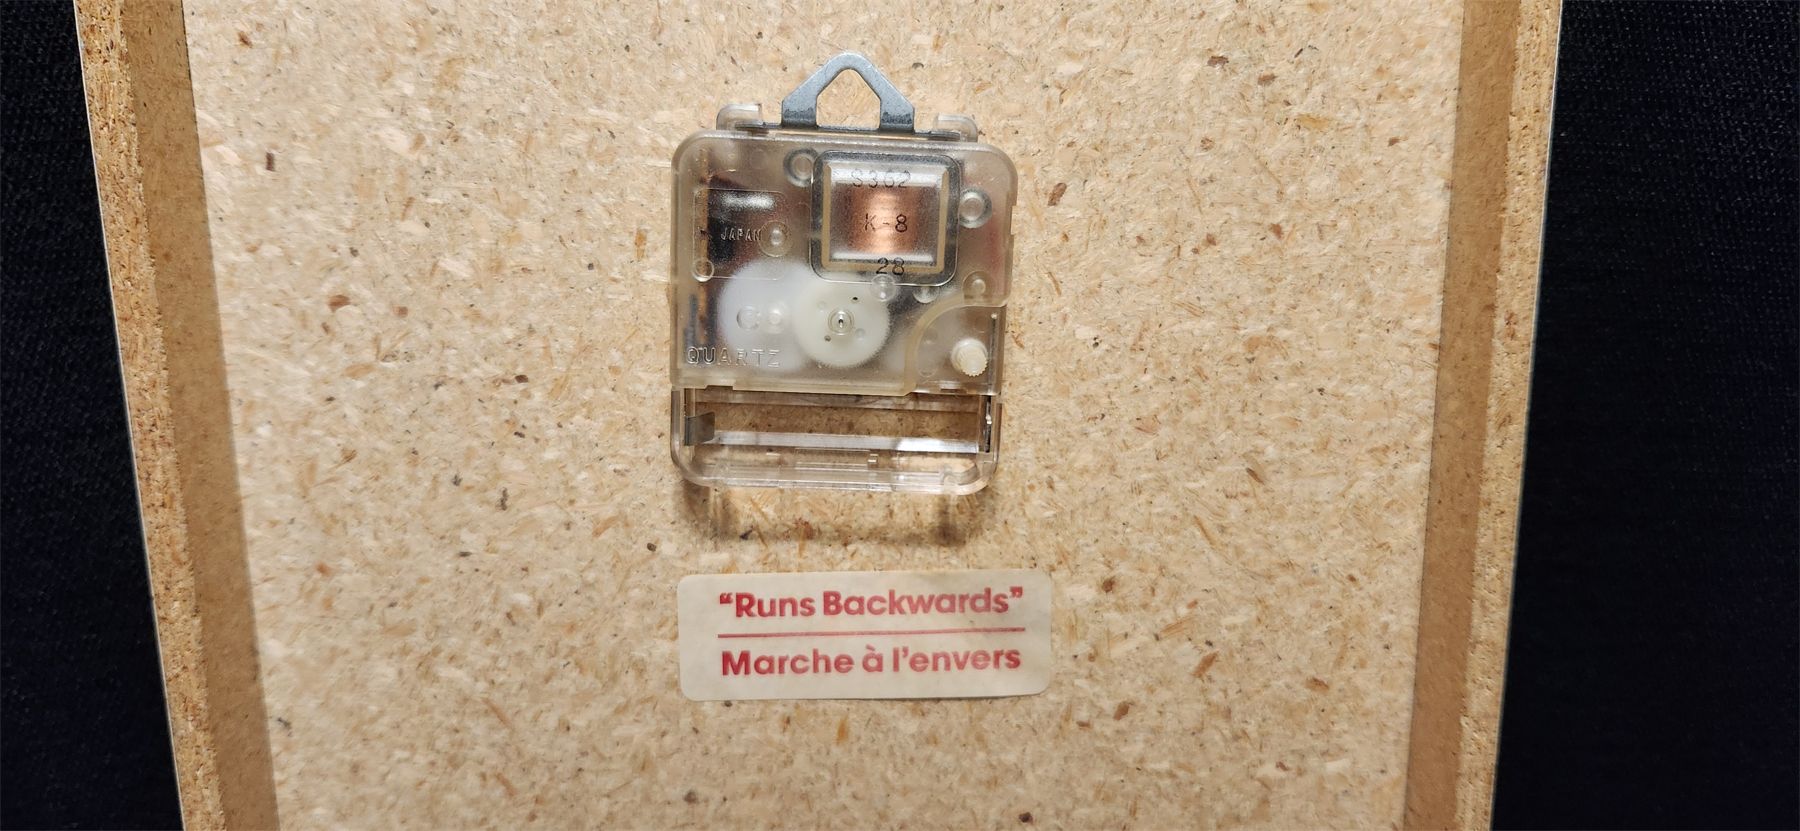 S362
K-8
JAPAN
28
QUARTZ
“Runs Backwards”
Marche à l’envers